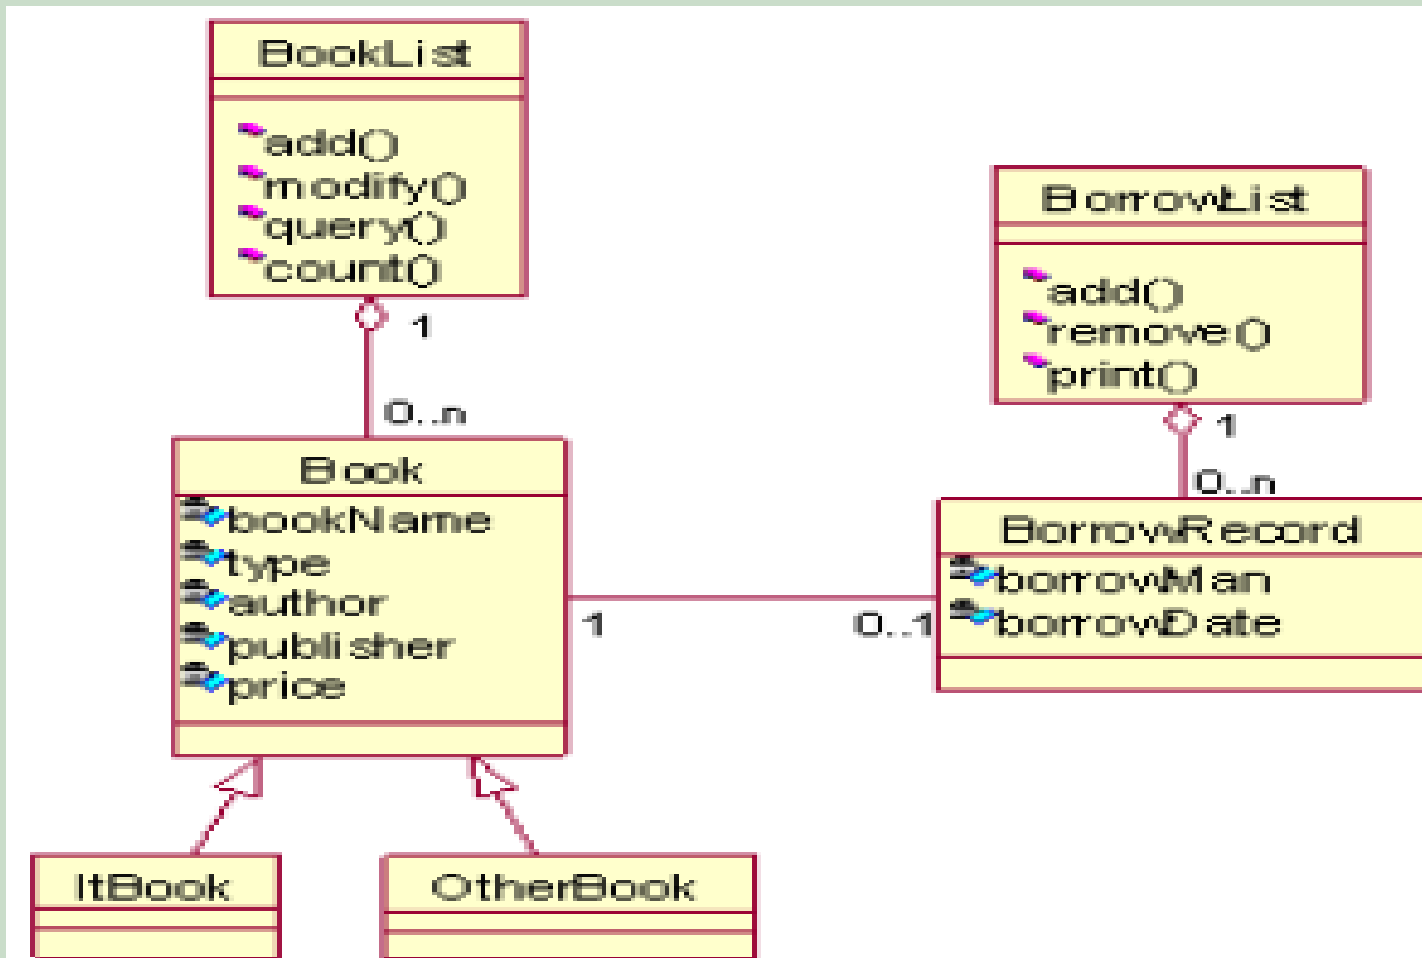 BookList
add()
modify()
query()
count()
1
0..n
Book
bookName
type
author
publisher
price
1
0..1
BorrowList
add()
remove()
print()
1
0..n
BorrowRecord
borrowMan
borrowDate
ItBook
OtherBook